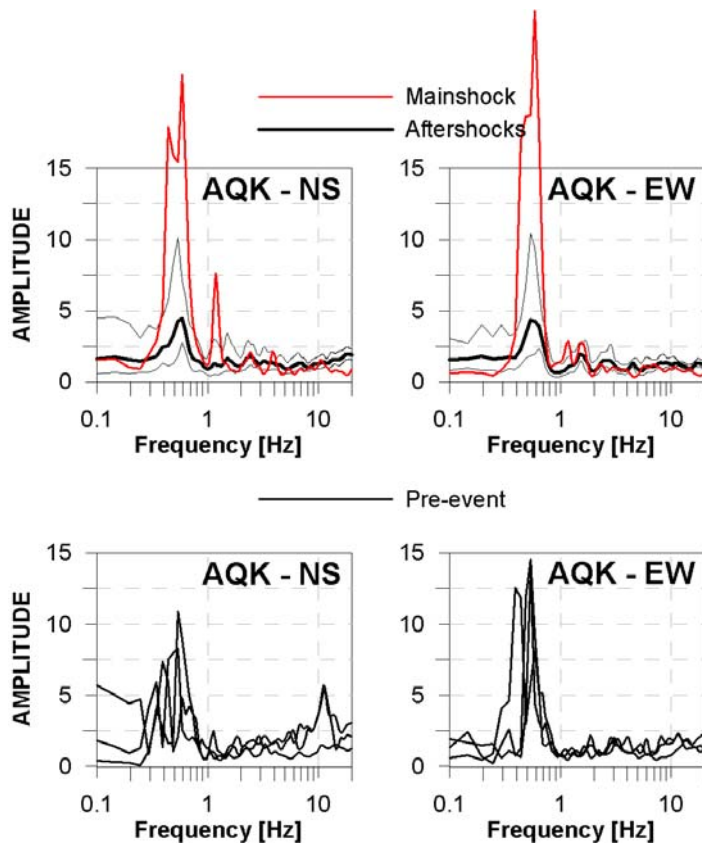 Mainshock
Aftershocks
AQK - NS
AQK - EW
AMPLITUDE
15
10
5
0
0.1
1
10
Frequency [Hz]
15
10
5
0
0.1
1
10
Frequency [Hz]
Pre-event
AQK - NS
AQK - EW
AMPLITUDE
15
10
5
0
0.1
1
10
Frequency [Hz]
15
10
5
0
0.1
1
10
Frequency [Hz]